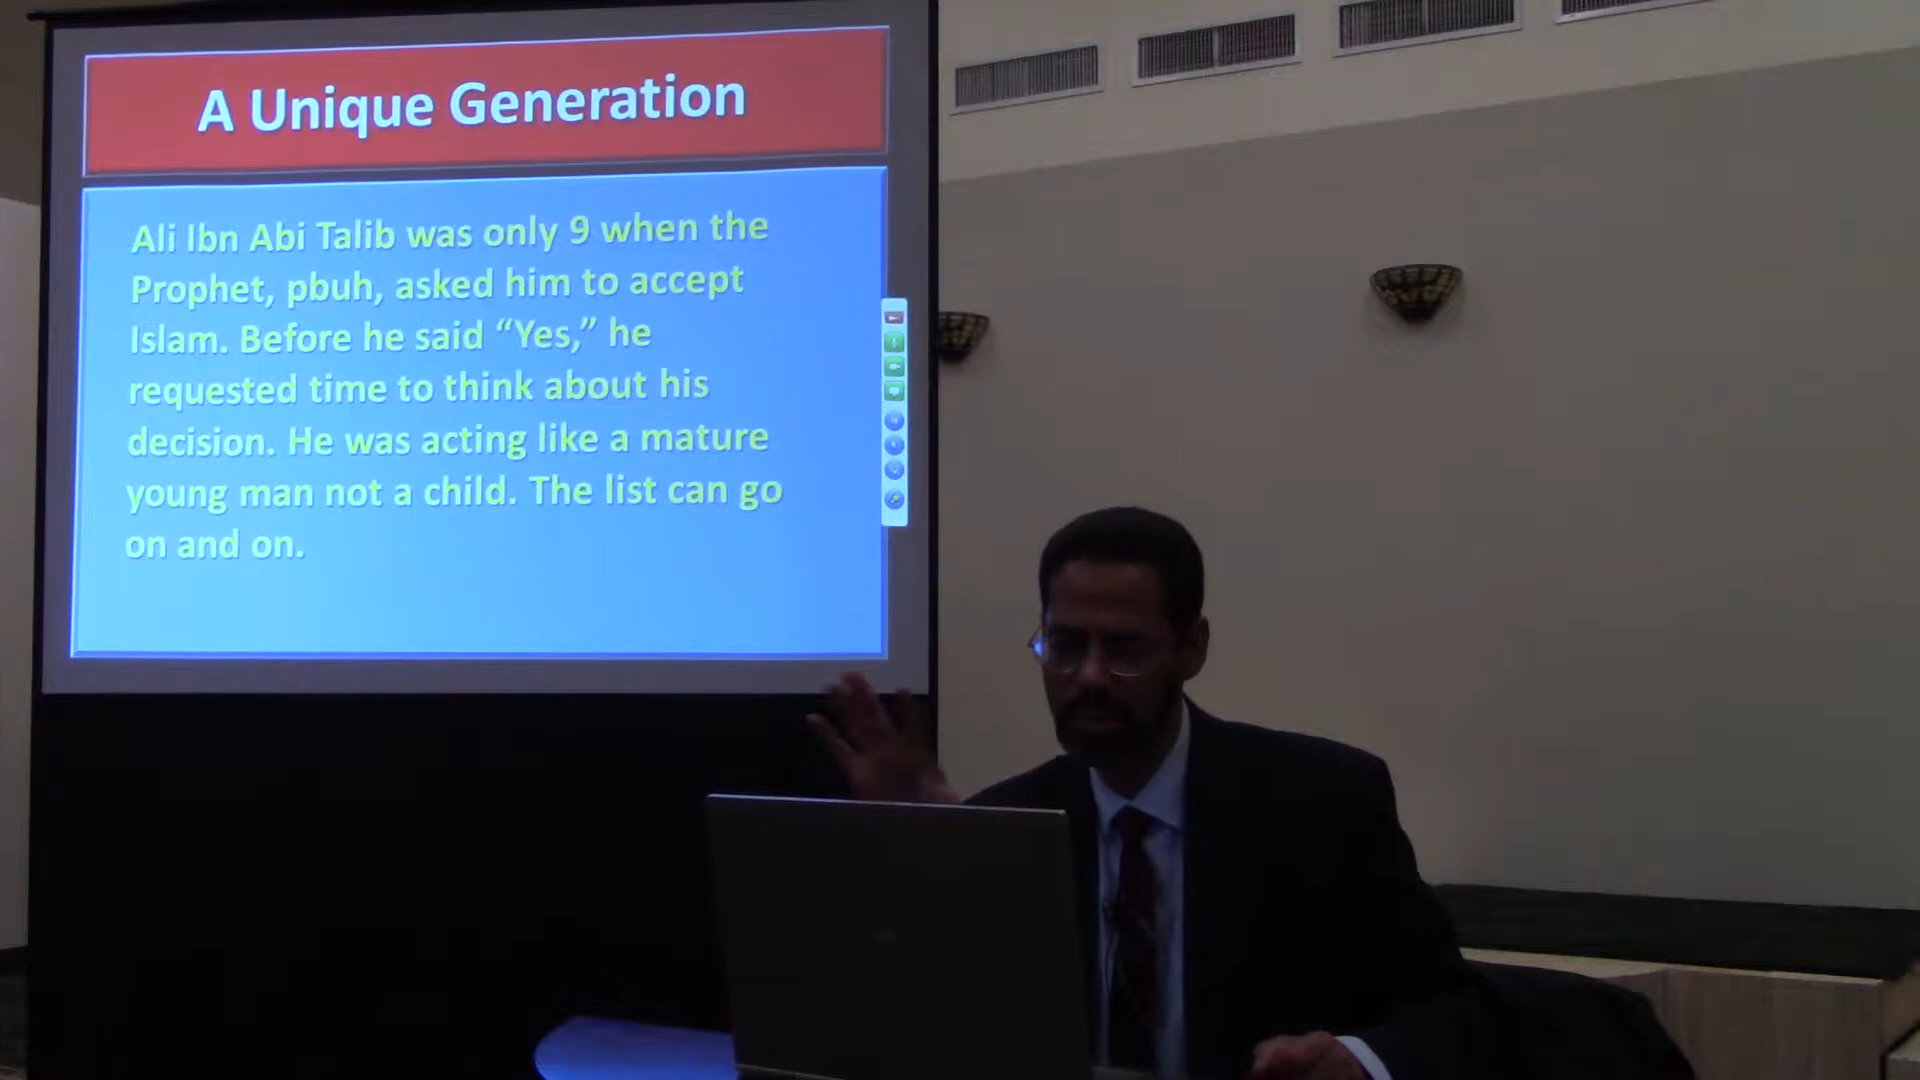 A Unique Generation
Ali Ibn Abi Talib was only 9 when the
Prophet, pbuh, asked him to accept
Islam. Before he said “Yes,” he
requested time to think about his
decision. He was acting like a mature
young man not a child. The list can go
on and on.